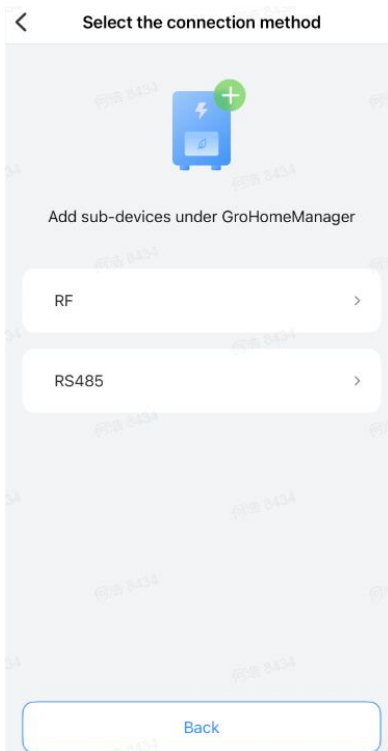 Select the connection method
Add sub-devices under GroHomeManager
RF
RS485
Back